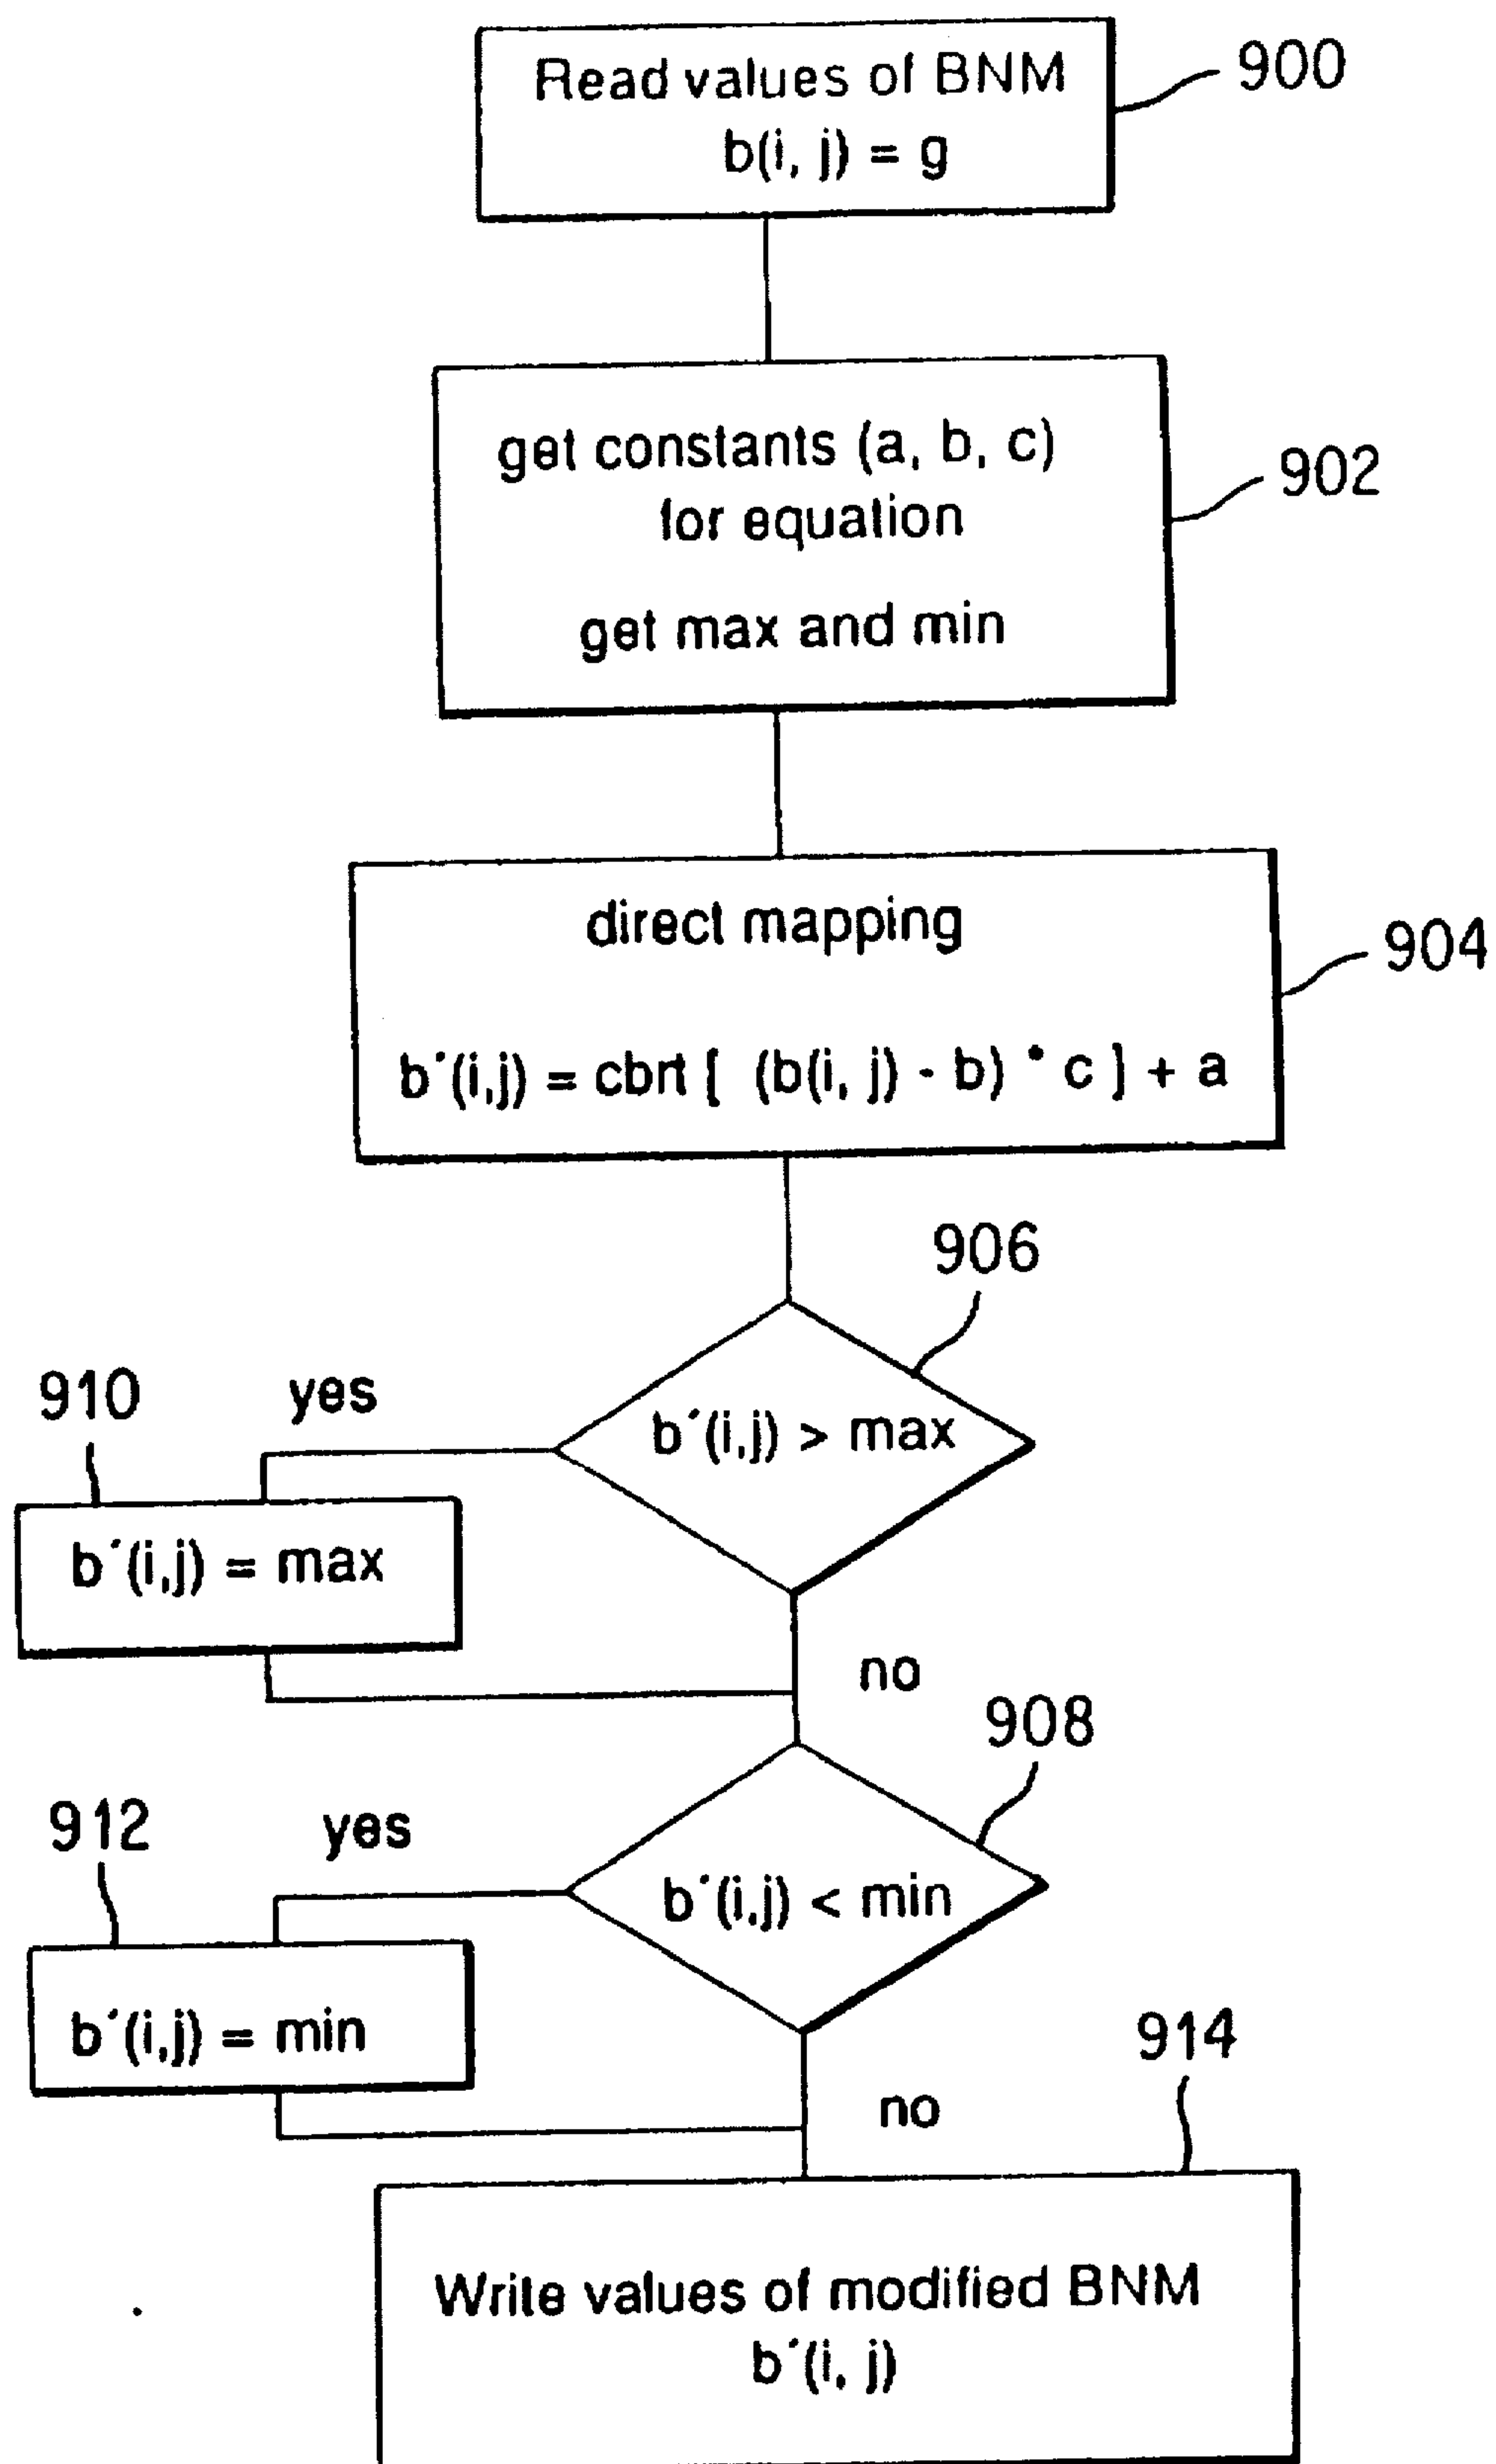 Read values of BNM
b(i, j) = g
900
get constants (a, b, c)
for equation
get max and min
902
direct mapping
b´(i,j) = cbrt [ (b(i, j) - b) * c ] + a
904
906
b´(i,j) > max
yes
910
b´(i,j) = max
no
908
b´(i,j) < min
yes
912
b´(i,j) = min
no
914
Write values of modified BNM
b´(i, j)